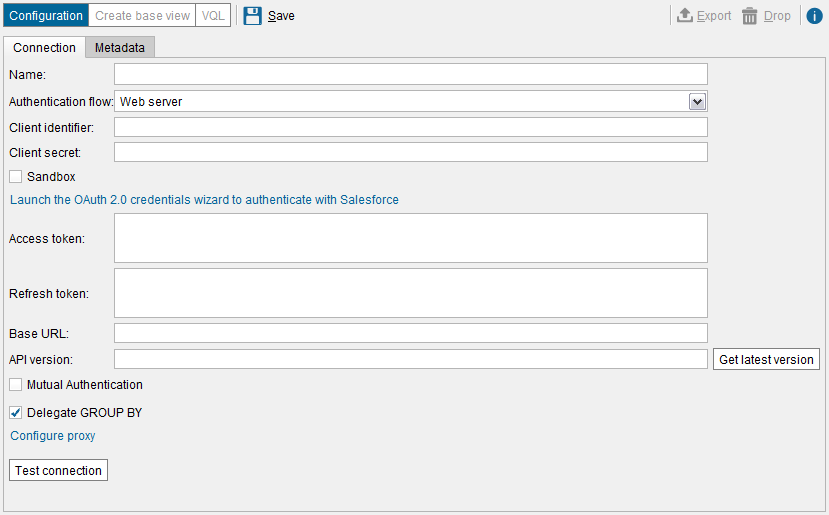 Configuration Create base view VQL Save Export Drop i
Connection Metadata
Name:
Authentication flow: Web server
Client identifier:
Client secret:
Sandbox
Launch the OAuth 2.0 credentials wizard to authenticate with Salesforce
Access token:
Refresh token:
Base URL:
API version: Get latest version
Mutual Authentication
Delegate GROUP BY
Configure proxy
Test connection